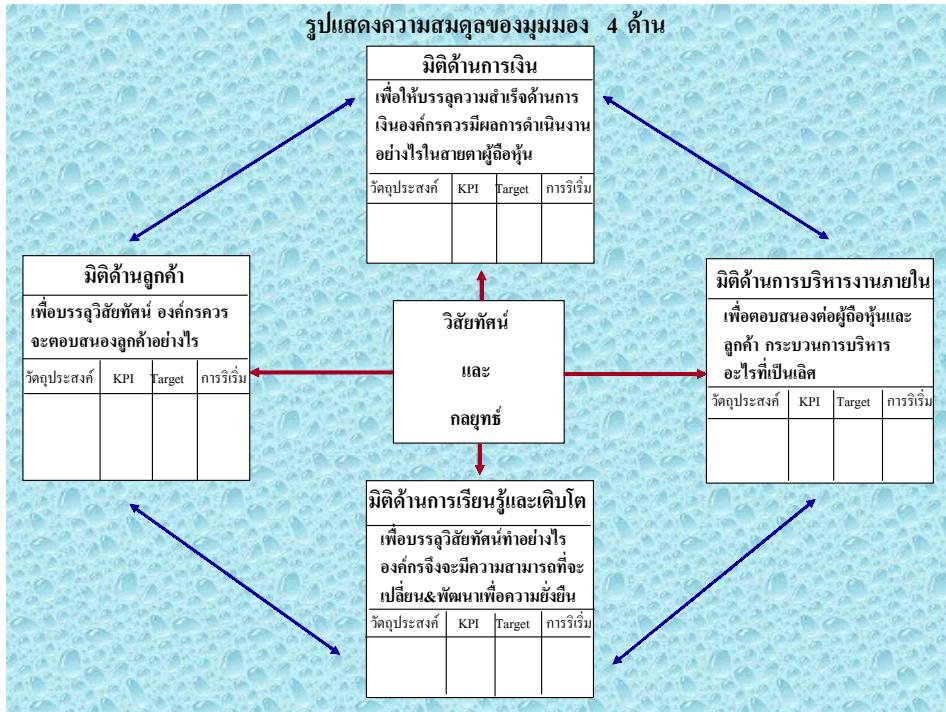 รูปแสดงความสมดุลของมุมมอง 4 ด้าน
มิติด้านการเงิน
เพื่อให้บรรลุความสำเร็จด้านการ
เงินองค์กรควรมีผลการดำเนินงาน
อย่างไรในสายตาผู้ถือหุ้น
วัตถุประสงค์ KPI Target การริเริ่ม
มิติด้านลูกค้า
เพื่อบรรลุวิสัยทัศน์ องค์กรควร
จะตอบสนองลูกค้าอย่างไร
วัตถุประสงค์ KPI Target การริเริ่ม
วิสัยทัศน์
และ
กลยุทธ์
มิติด้านการบริหารงานภายใน
เพื่อตอบสนองต่อผู้ถือหุ้นและ
ลูกค้า กระบวนการบริหาร
อะไรที่เป็นเลิศ
วัตถุประสงค์ KPI Target การริเริ่ม
มิติด้านการเรียนรู้และเติบโต
เพื่อบรรลุวิสัยทัศน์ทำอย่างไร
องค์กรจึงจะมีความสามารถที่จะ
เปลี่ยน&พัฒนาเพื่อความยั่งยืน
วัตถุประสงค์ KPI Target การริเริ่ม